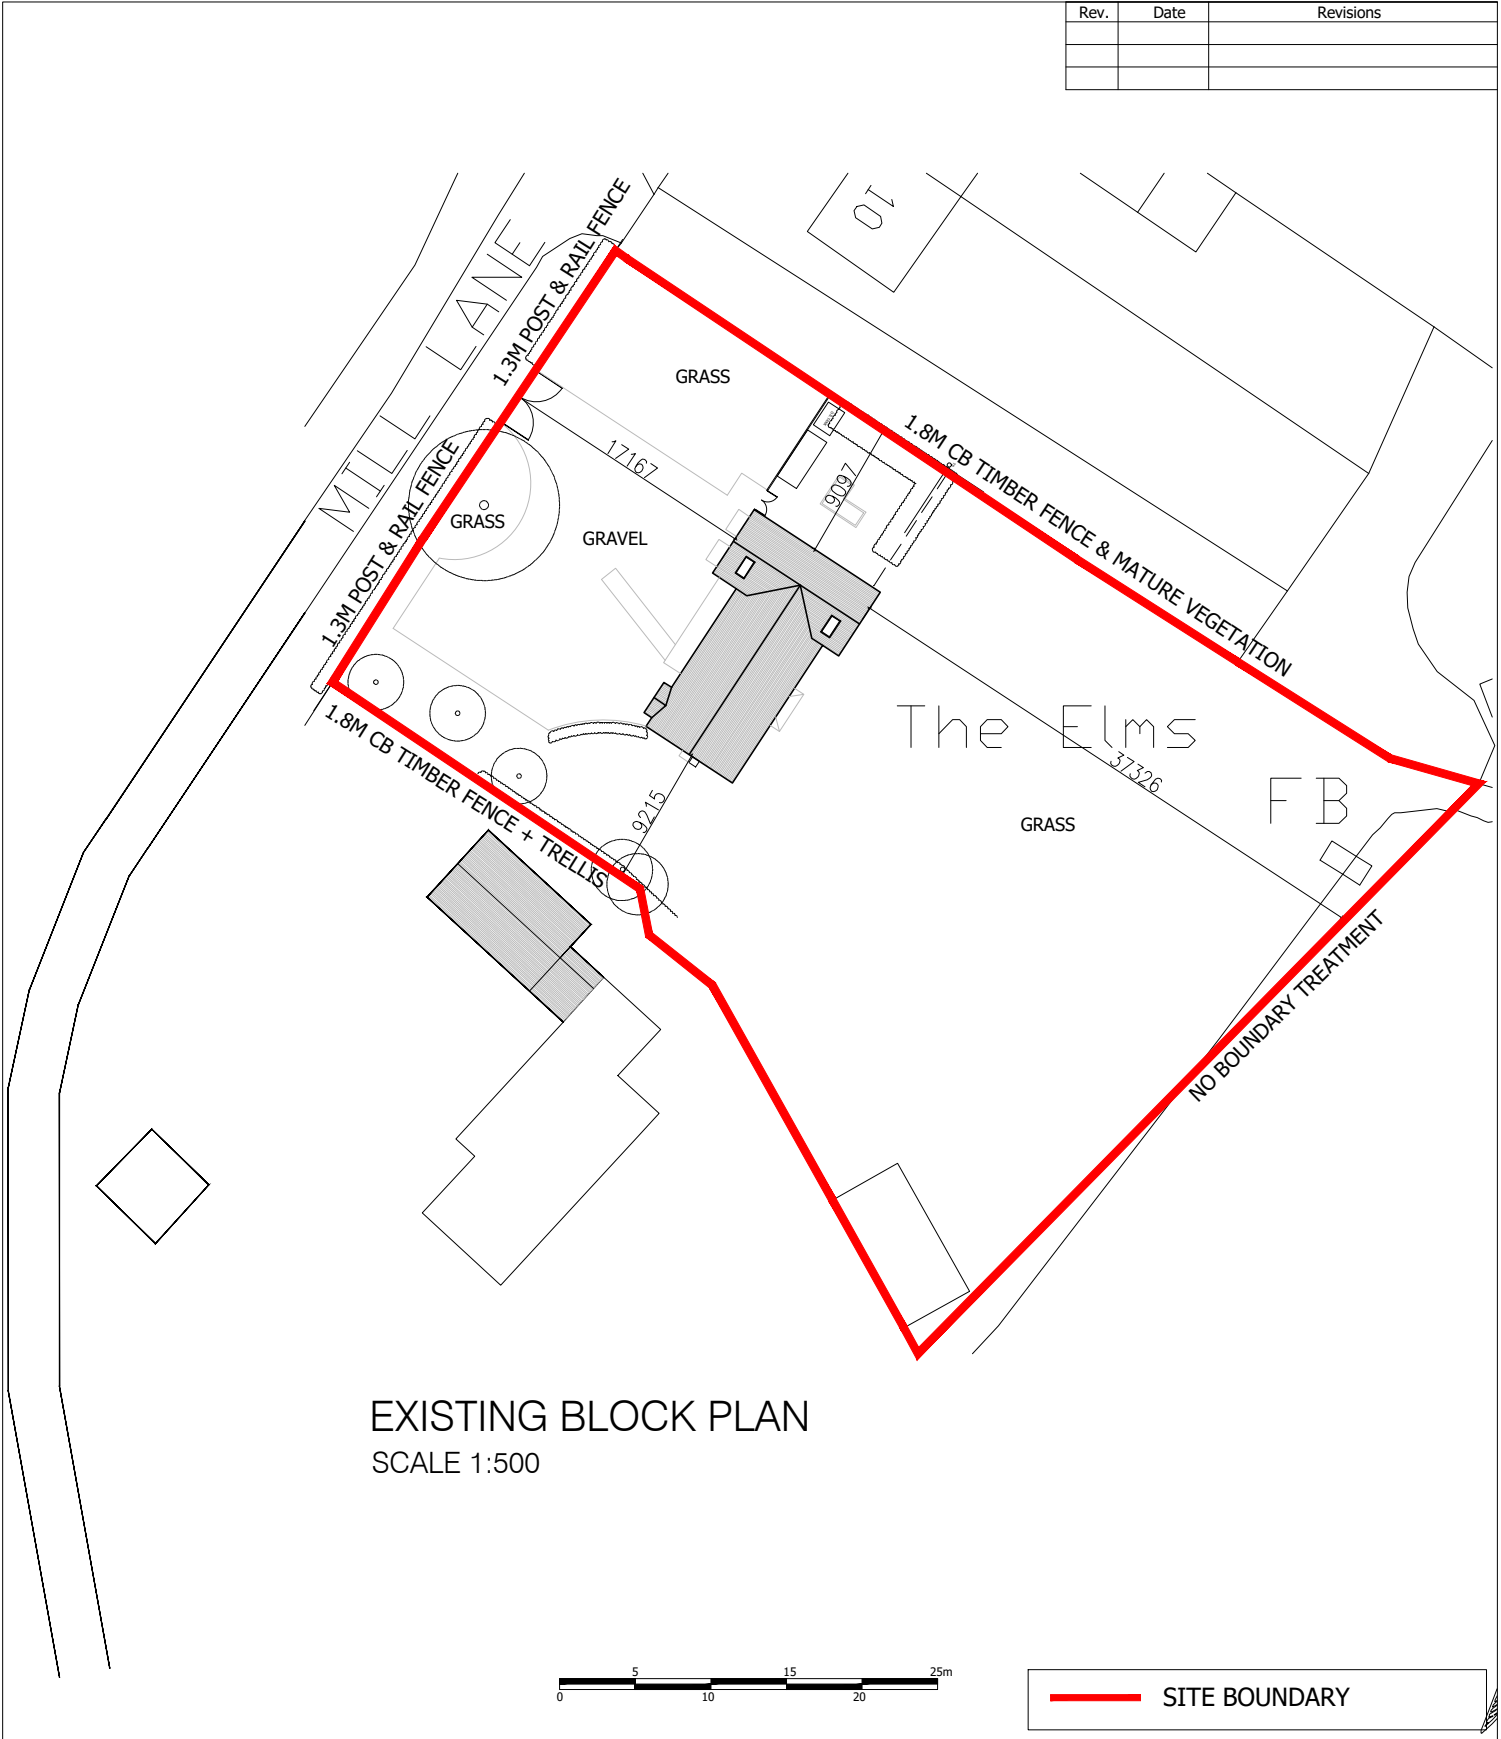 Rev. Date Revisions
10
MILL LANE
1.3M POST & RAIL FENCE
GRASS
1.8M CB TIMBER FENCE & MATURE VEGETATION
17167
9097
1.3M POST & RAIL FENCE
GRASS
GRAVEL
The Elms
37326
FB
1.8M CB TIMBER FENCE + TRELLIS
9215
GRASS
NO BOUNDARY TREATMENT
EXISTING BLOCK PLAN
SCALE 1:500
5 15 25m
0 10 20
SITE BOUNDARY